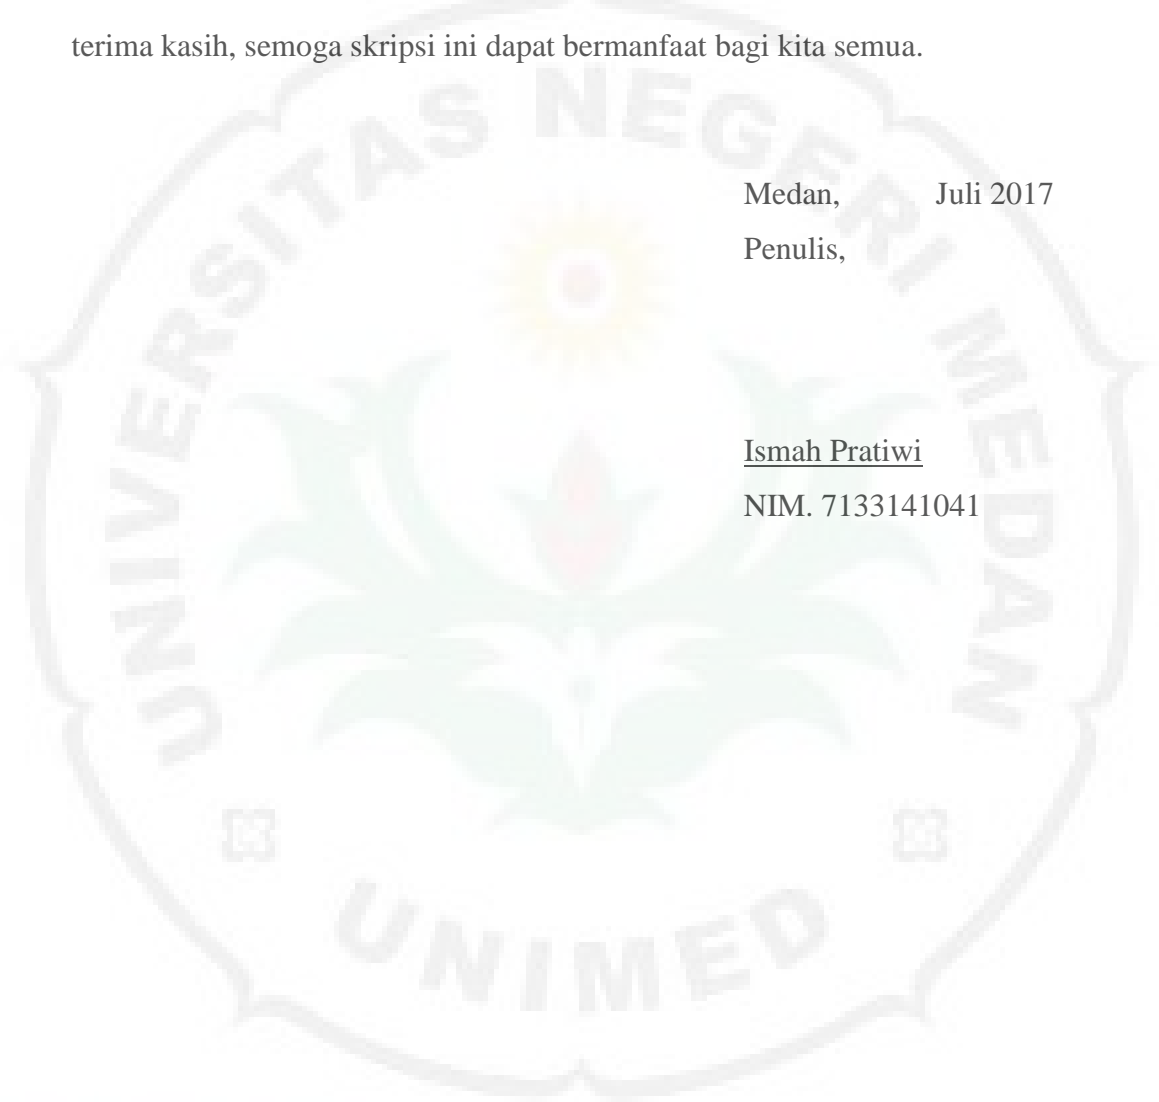 terima kasih, semoga skripsi ini dapat bermanfaat bagi kita semua.
Medan, Juli 2017
Penulis,
Ismah Pratiwi
NIM. 7133141041
UNIVERSITAS NEGERI MEDAN
UNIMED